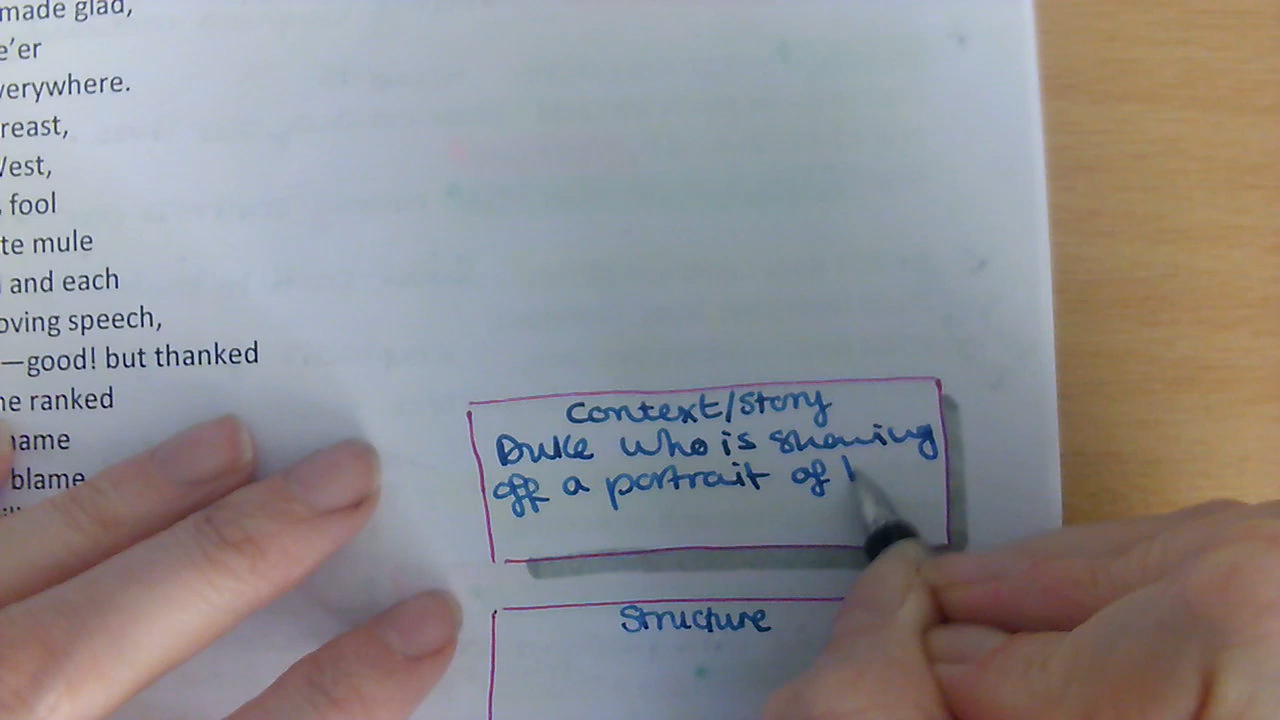 made glad,
e'er
verywhere.
reast,
Vest,
fool
te mule
and each
oving speech,
—good! but thanked
he ranked
name
blame
Context/Story
Duke who is showing
off a portrait of
Structure